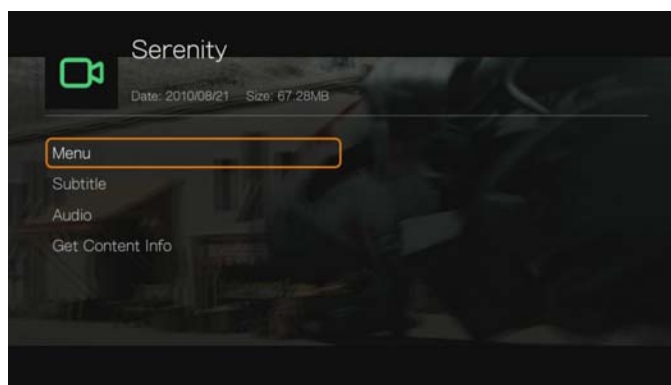 Serenity
Date: 2010/08/21 Size: 67.28MB
Menu
Subtitle
Audio
Get Content Info